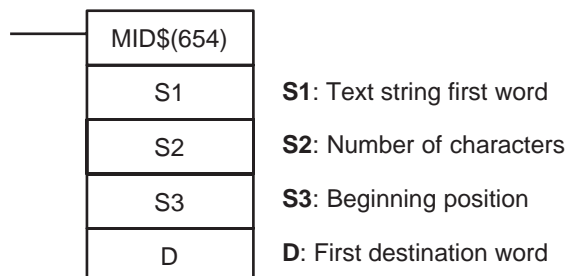 MID$(654)
S1 S1: Text string first word
S2 S2: Number of characters
S3 S3: Beginning position
D D: First destination word